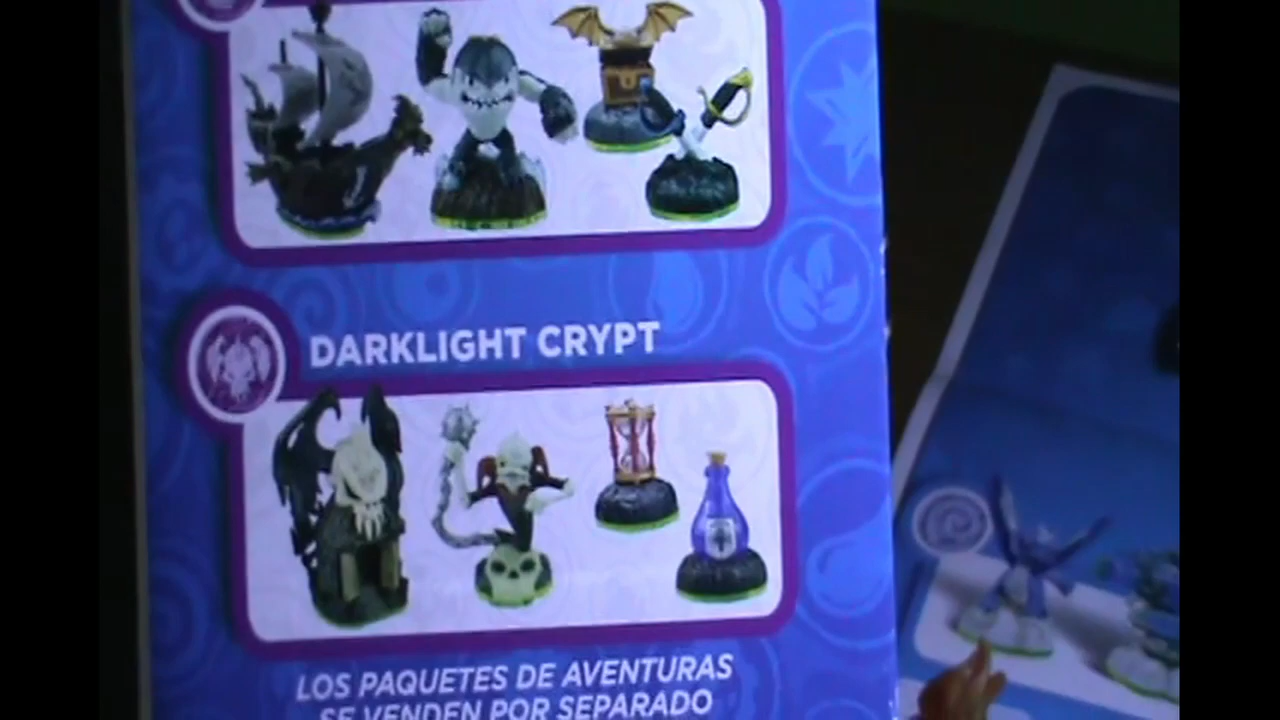 DARKLIGHT CRYPT
LOS PAQUETES DE AVENTURAS
SE VENDEN POR SEPARADO